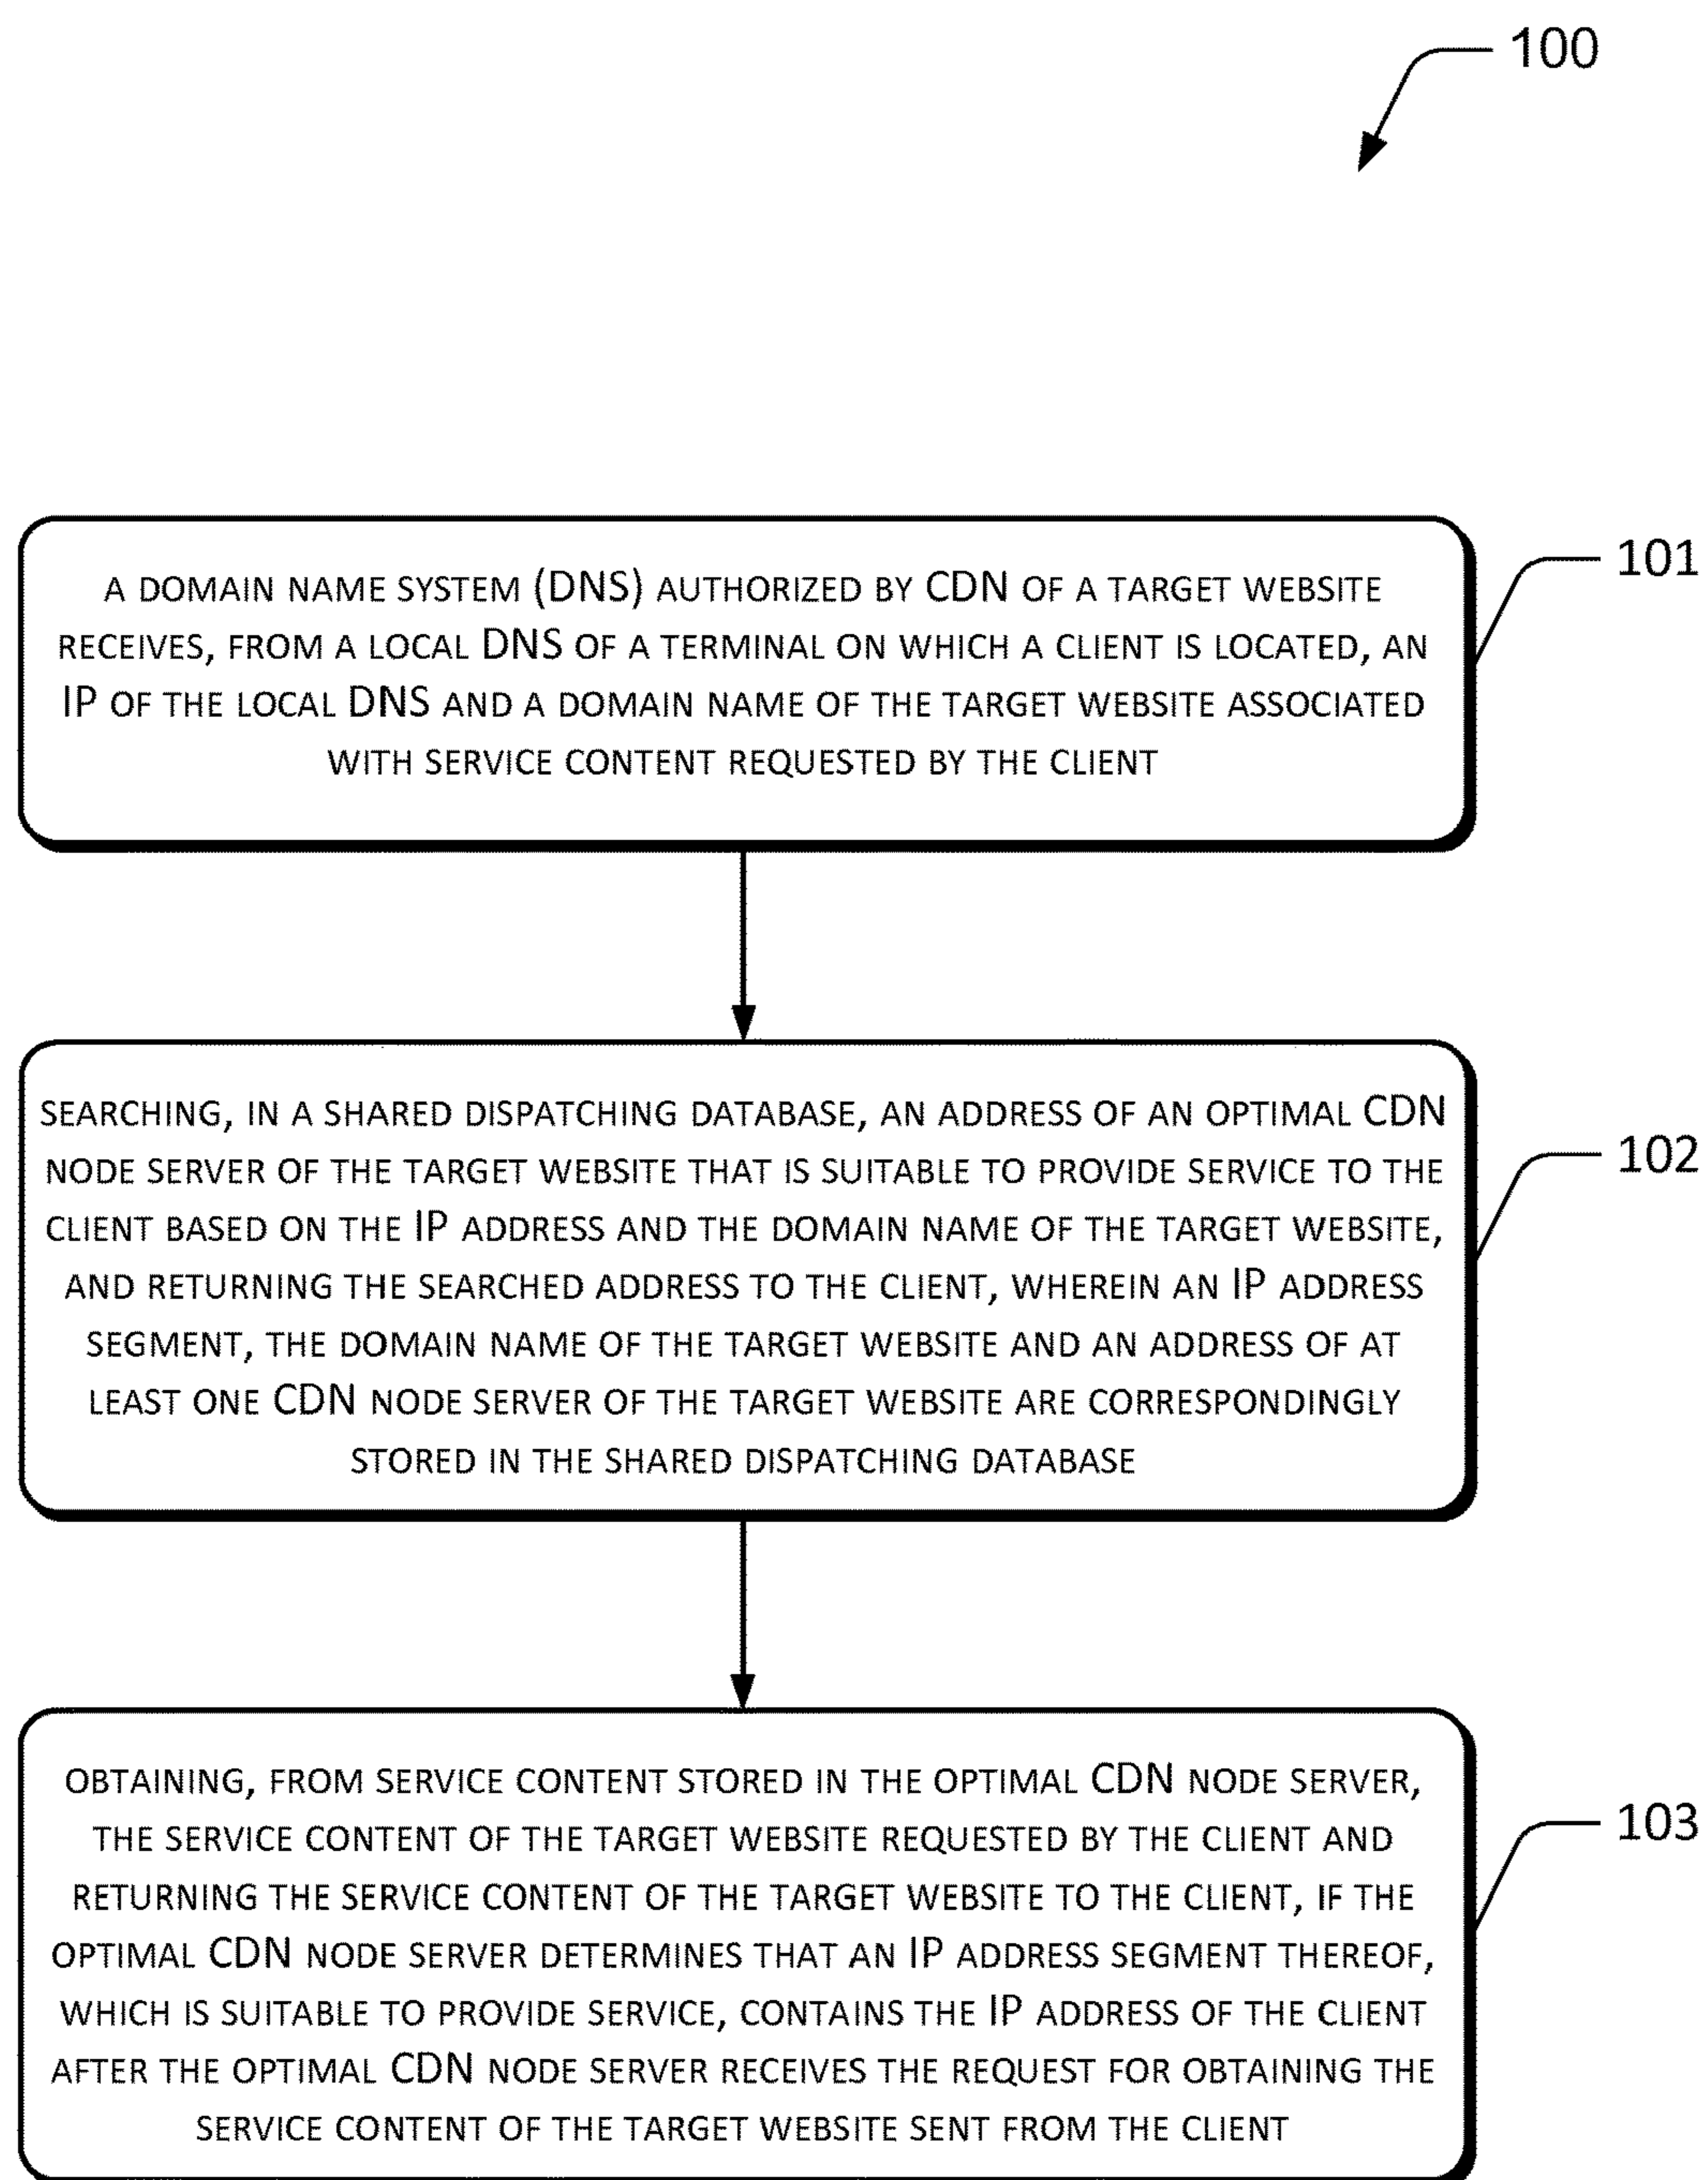 100
A DOMAIN NAME SYSTEM (DNS) AUTHORIZED BY CDN OF A TARGET WEBSITE
RECEIVES, FROM A LOCAL DNS OF A TERMINAL ON WHICH A CLIENT IS LOCATED, AN
IP OF THE LOCAL DNS AND A DOMAIN NAME OF THE TARGET WEBSITE ASSOCIATED
WITH SERVICE CONTENT REQUESTED BY THE CLIENT
101
SEARCHING, IN A SHARED DISPATCHING DATABASE, AN ADDRESS OF AN OPTIMAL CDN
NODE SERVER OF THE TARGET WEBSITE THAT IS SUITABLE TO PROVIDE SERVICE TO THE
CLIENT BASED ON THE IP ADDRESS AND THE DOMAIN NAME OF THE TARGET WEBSITE,
AND RETURNING THE SEARCHED ADDRESS TO THE CLIENT, WHEREIN AN IP ADDRESS
SEGMENT, THE DOMAIN NAME OF THE TARGET WEBSITE AND AN ADDRESS OF AT
LEAST ONE CDN NODE SERVER OF THE TARGET WEBSITE ARE CORRESPONDINGLY
STORED IN THE SHARED DISPATCHING DATABASE
102
OBTAINING, FROM SERVICE CONTENT STORED IN THE OPTIMAL CDN NODE SERVER,
THE SERVICE CONTENT OF THE TARGET WEBSITE REQUESTED BY THE CLIENT AND
RETURNING THE SERVICE CONTENT OF THE TARGET WEBSITE TO THE CLIENT, IF THE
OPTIMAL CDN NODE SERVER DETERMINES THAT AN IP ADDRESS SEGMENT THEREOF,
WHICH IS SUITABLE TO PROVIDE SERVICE, CONTAINS THE IP ADDRESS OF THE CLIENT
AFTER THE OPTIMAL CDN NODE SERVER RECEIVES THE REQUEST FOR OBTAINING THE
SERVICE CONTENT OF THE TARGET WEBSITE SENT FROM THE CLIENT
103